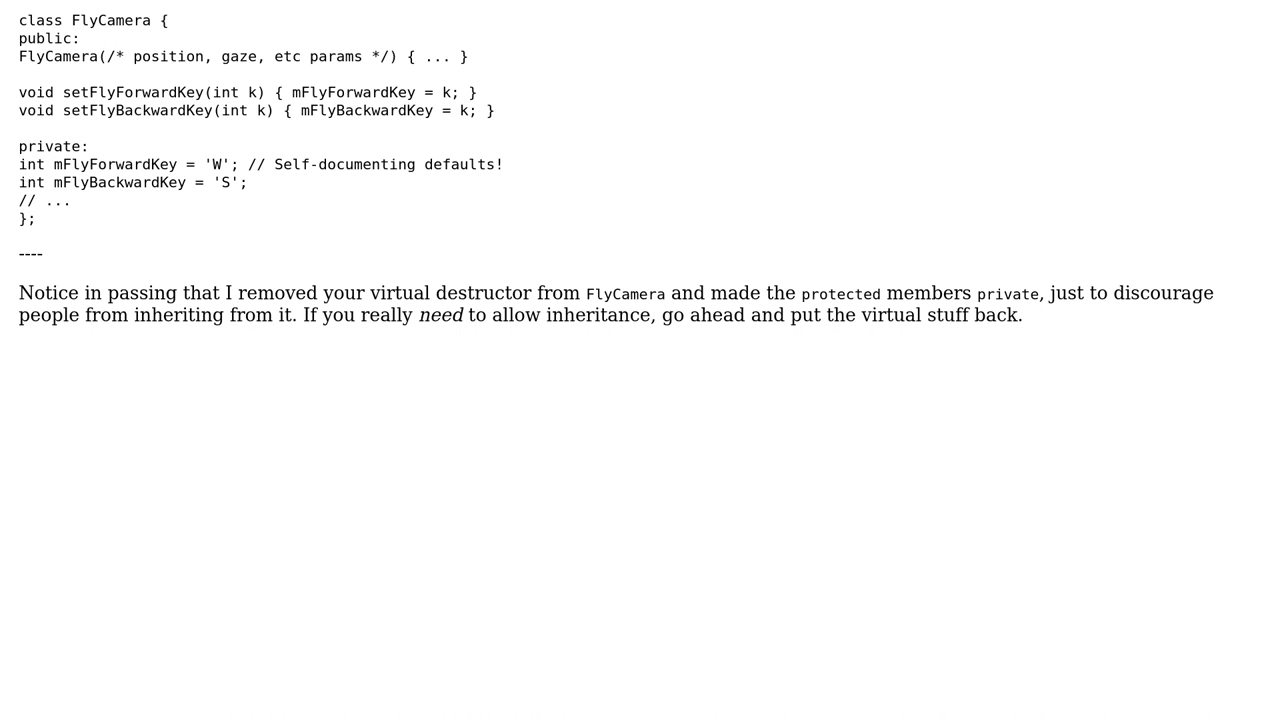 class FlyCamera {
public:
FlyCamera(/* position, gaze, etc params */) { ... }
void setFlyForwardKey(int k) { mFlyForwardKey = k; }
void setFlyBackwardKey(int k) { mFlyBackwardKey = k; }
private:
int mFlyForwardKey = 'W'; // Self-documenting defaults!
int mFlyBackwardKey = 'S';
// ...
};
----
Notice in passing that I removed your virtual destructor from FlyCamera and made the protected members private, just to discourage
people from inheriting from it. If you really need to allow inheritance, go ahead and put the virtual stuff back.